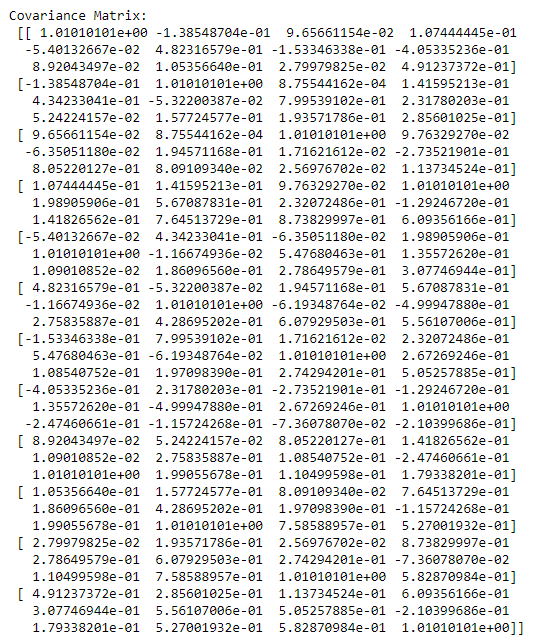 Covariance Matrix:
[[ 1.01010101e+00 -1.38548704e-01  9.65661154e-02  1.07444445e-01
  -5.40132667e-02  4.82316579e-01 -1.53346338e-01 -4.05335236e-01
   8.92043497e-02  1.05356640e-01  2.79979825e-02  4.91237372e-01]
 [-1.38548704e-01  1.01010101e+00  8.75544162e-04  1.41595213e-01
   4.34233041e-01 -5.32200387e-02  7.99539102e-01  2.31780203e-01
   5.24224157e-02  1.57724577e-01  1.93571786e-01  2.85601025e-01]
 [ 9.65661154e-02  8.75544162e-04  1.01010101e+00  9.76329270e-02
  -6.35051180e-02  1.94571168e-01  1.71621612e-02 -2.73521901e-01
   8.05220127e-01  8.09109340e-02  2.56976702e-02  1.13734524e-01]
 [ 1.07444445e-01  1.41595213e-01  9.76329270e-02  1.01010101e+00
   1.98905906e-01  5.67087831e-01  2.32072486e-01 -1.29246720e-01
   1.41826562e-01  7.64513729e-01  8.73829997e-01  6.09356166e-01]
 [-5.40132667e-02  4.34233041e-01 -6.35051180e-02  1.98905906e-01
   1.01010101e+00 -1.16674936e-02  5.47680463e-01  1.35572620e-01
   1.09010852e-02  1.86096560e-01  2.78649579e-01  3.07746944e-01]
 [ 4.82316579e-01 -5.32200387e-02  1.94571168e-01  5.67087831e-01
  -1.16674936e-02  1.01010101e+00 -6.19348764e-02 -4.99947880e-01
   2.75835887e-01  4.28695202e-01  6.07929503e-01  5.56107006e-01]
 [-1.53346338e-01  7.99539102e-01  1.71621612e-02  2.32072486e-01
   5.47680463e-01 -6.19348764e-02  1.01010101e+00  2.67269246e-01
   1.08540752e-01  1.97098390e-01  2.74294201e-01  5.05257885e-01]
 [-4.05335236e-01  2.31780203e-01 -2.73521901e-01 -1.29246720e-01
   1.35572620e-01 -4.99947880e-01  2.67269246e-01  1.01010101e+00
  -2.47460661e-01 -1.15724268e-01 -7.36078070e-02 -2.10399686e-01]
 [ 8.92043497e-02  5.24224157e-02  8.05220127e-01  1.41826562e-01
   1.09010852e-02  2.75835887e-01  1.08540752e-01 -2.47460661e-01
   1.01010101e+00  1.99055678e-01  1.10499598e-01  1.79338201e-01]
 [ 1.05356640e-01  1.57724577e-01  8.09109340e-02  7.64513729e-01
   1.86096560e-01  4.28695202e-01  1.97098390e-01 -1.15724268e-01
   1.99055678e-01  1.01010101e+00  7.58588957e-01  5.27001932e-01]
 [ 2.79979825e-02  1.93571786e-01  2.56976702e-02  8.73829997e-01
   2.78649579e-01  6.07929503e-01  2.74294201e-01 -7.36078070e-02
   1.10499598e-01  7.58588957e-01  1.01010101e+00  5.82870984e-01]
 [ 4.91237372e-01  2.85601025e-01  1.13734524e-01  6.09356166e-01
   3.07746944e-01  5.56107006e-01  5.05257885e-01 -2.10399686e-01
   1.79338201e-01  5.27001932e-01  5.82870984e-01  1.01010101e+00]]